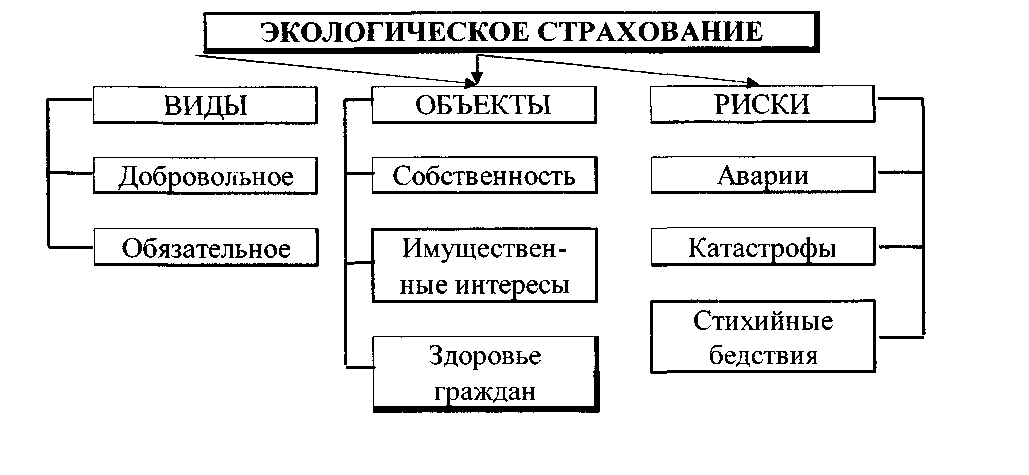 ЭКОЛОГИЧЕСКОЕ СТРАХОВАНИЕ
ВИДЫ
Добровольное
Обязательное
ОБЪЕКТЫ
Собственность
Имуществен-
ные интересы
Здоровье
граждан
РИСКИ
Аварии
Катастрофы
Стихийные
бедствия